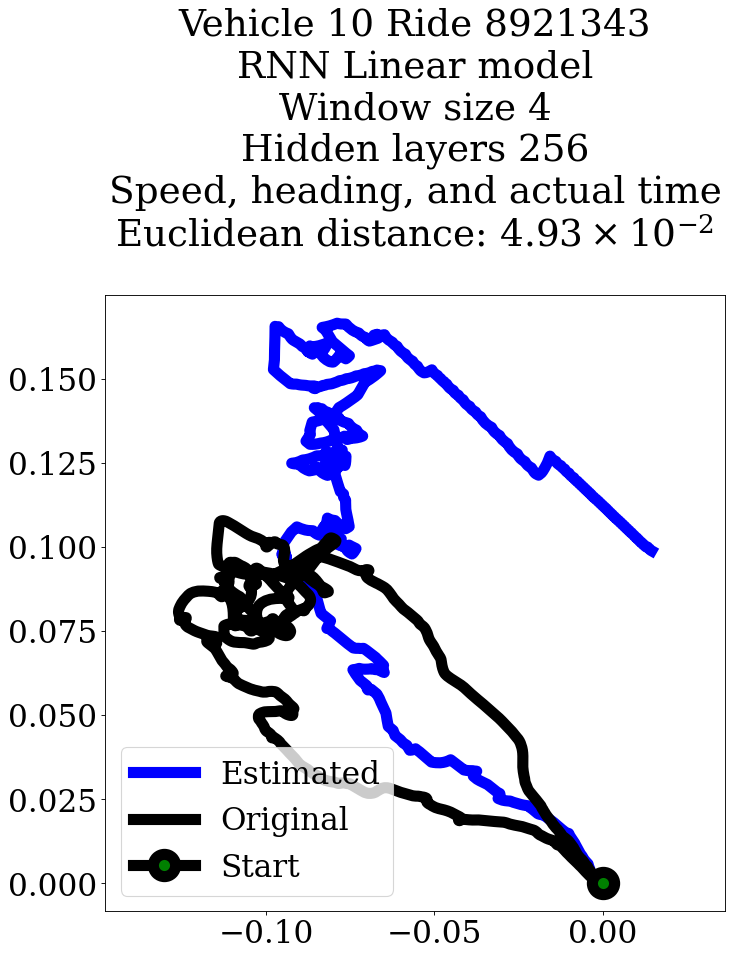 Vehicle 10 Ride 8921343
RNN Linear model
Window size 4
Hidden layers 256
Speed, heading, and actual time
Euclidean distance: 4.93 × 10⁻²
0.150
0.125
0.100
0.075
0.050
0.025
0.000
Estimated
Original
Start
−0.10
−0.05
0.00